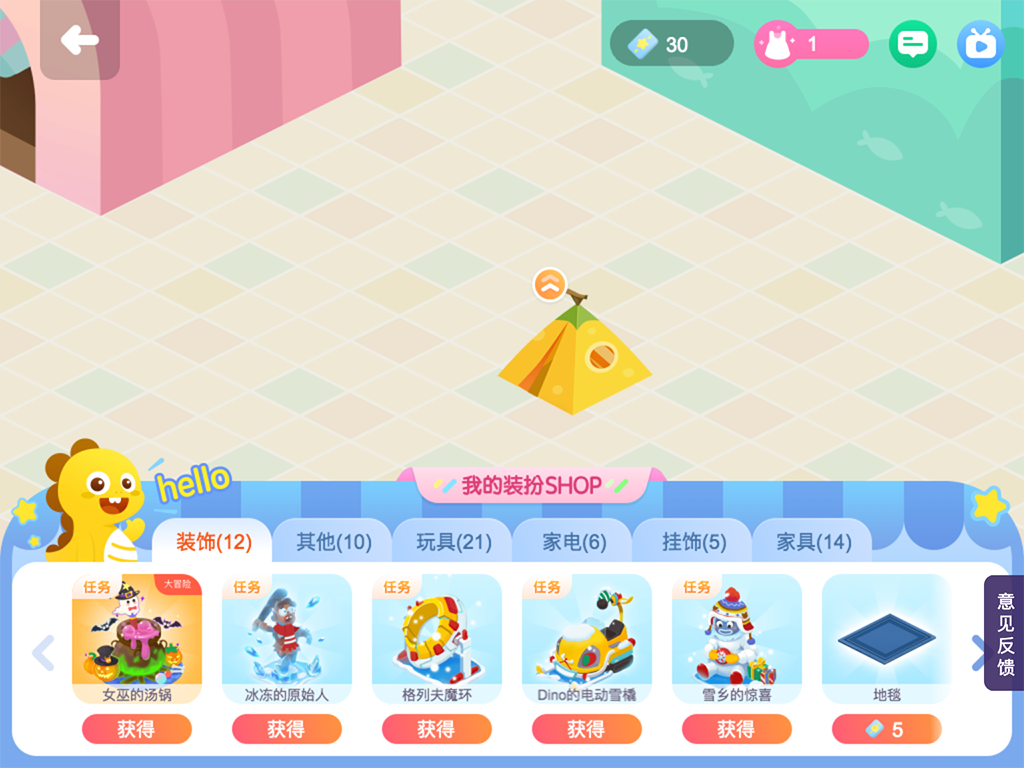 30
1
hello
我的装扮SHOP
装饰(12)
其他(10)
玩具(21)
家电(6)
挂饰(5)
家具(14)
任务
大冒险
任务
任务
任务
任务
女巫的汤锅
冰冻的原始人
格列夫魔环
Dino的电动雪橇
雪乡的惊喜
地毯
获得
获得
获得
获得
获得
5
意见反馈